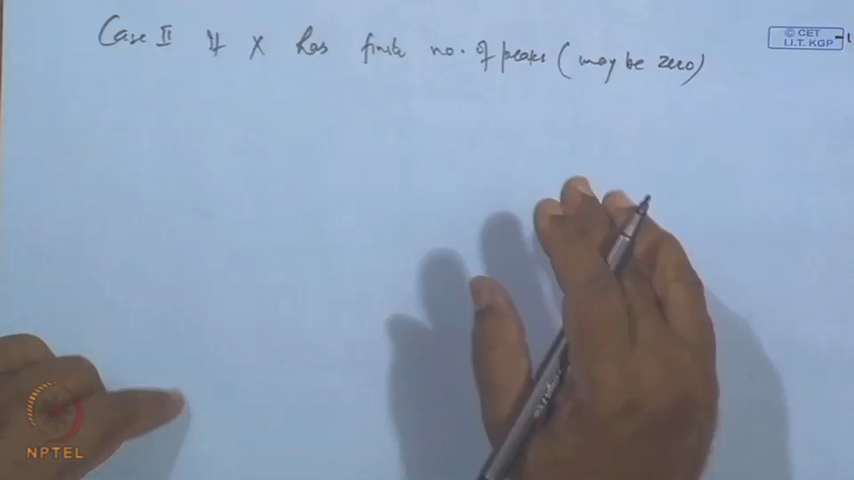 Case II If X has finite no. of peaks (may be zero)
© CET
I.I.T. KGP
NPTEL